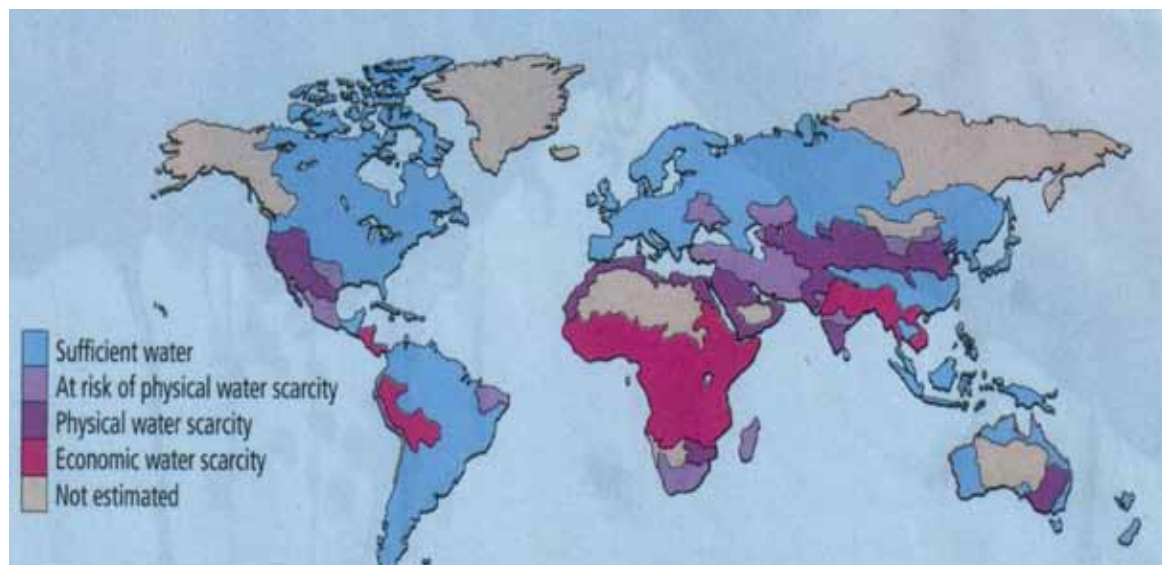 Sufficient water
At risk of physical water scarcity
Physical water scarcity
Economic water scarcity
Not estimated